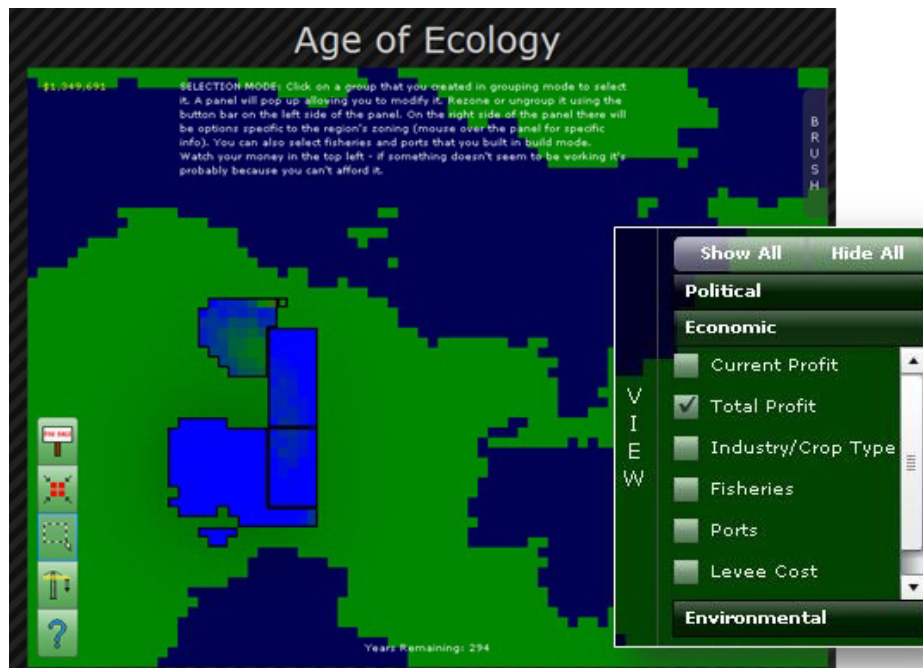 Age of Ecology
$1,349,691
SELECTION MODE: Click on a group that you created in grouping mode to select
it. A panel will pop up allowing you to modify it. Rezone or ungroup it using the
button bar on the left side of the panel. On the right side of the panel there will
be options specific to the region's zoning (mouse over the panel for specific
info). You can also select fisheries and ports that you built in build mode.
Watch your money in the top left - if something doesn't seem to be working it's
probably because you can't afford it.
BRUSH
VIEW
Show All Hide All
Political
Economic
Current Profit
Total Profit
Industry/Crop Type
Fisheries
Ports
Levee Cost
Environmental
FOR SALE
?
Years Remaining: 294